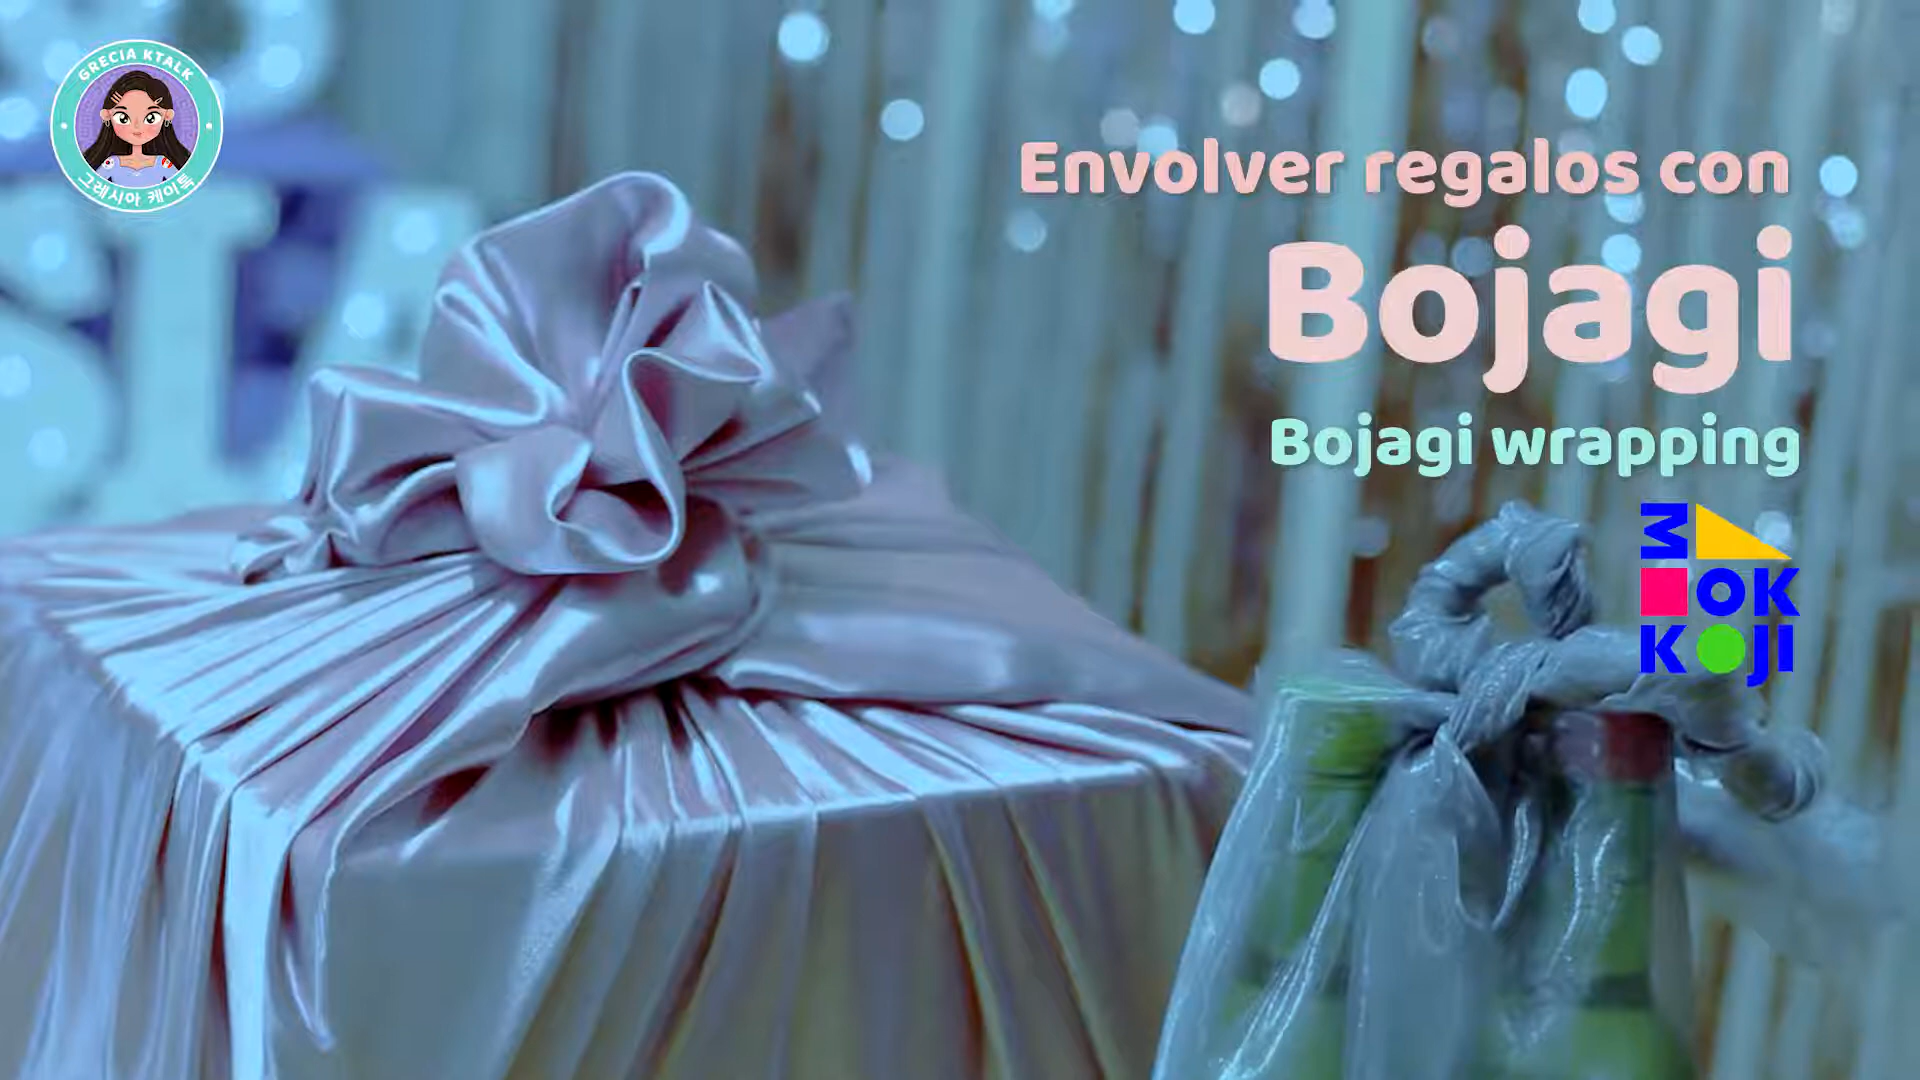 GRECIA KTALK
그레시아 케이톡
Envolver regalos con
Bojagi
Bojagi wrapping
M
OK
KOJI